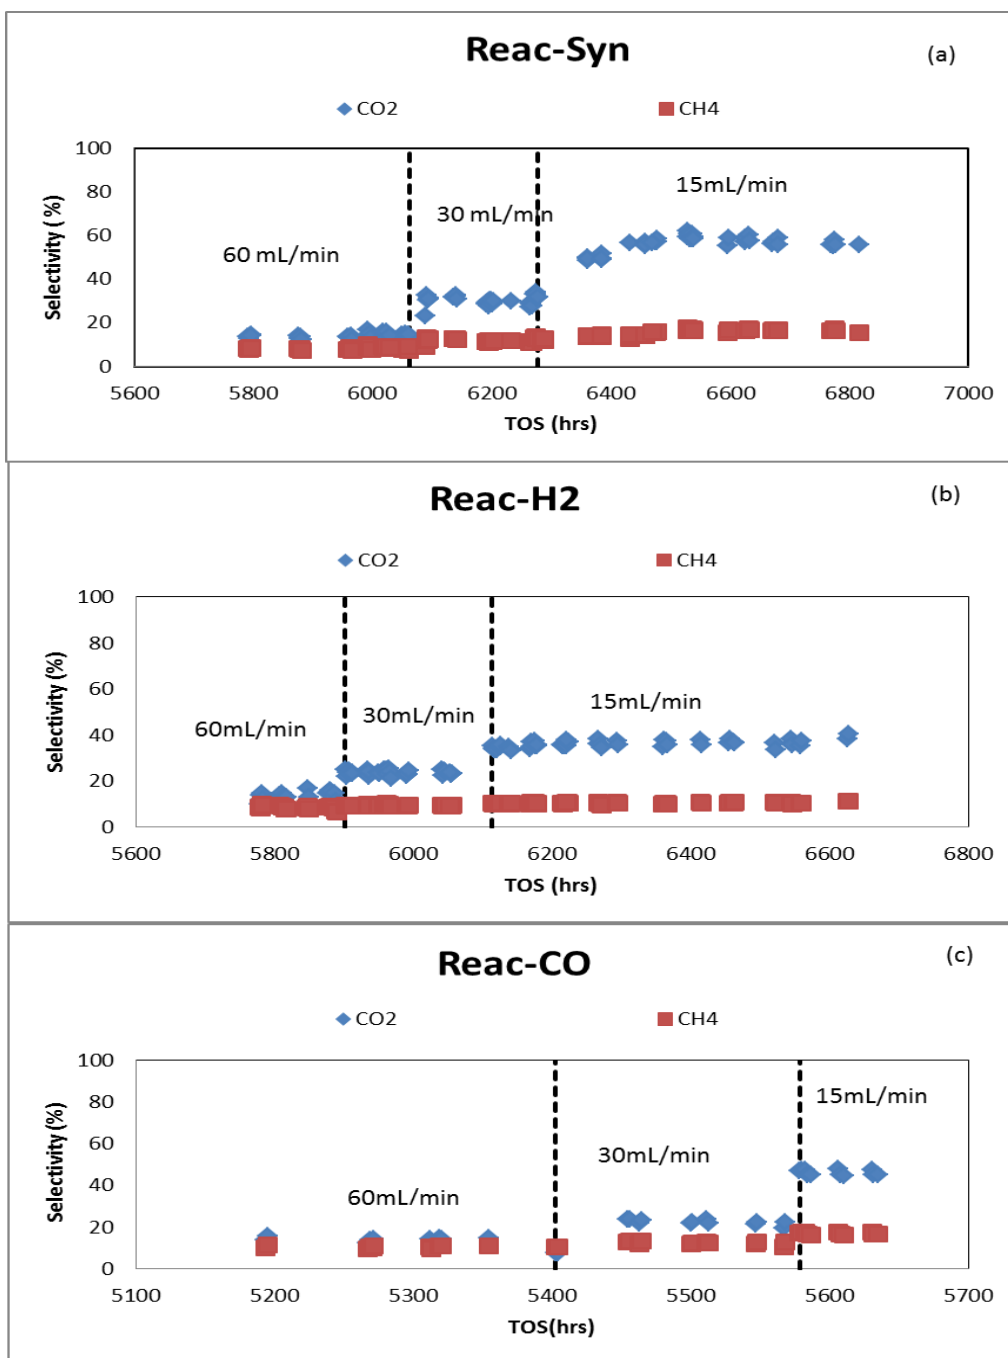 Reac-Syn
(a)
CO2 CH4
Selectivity ( %)
100
80
60
40
20
0
60 mL/min
30 mL/min
15mL/min
5600 5800 6000 6200 6400 6600 6800 7000
TOS (hrs)
Reac-H2
(b)
CO2 CH4
Selectivity (%)
100
80
60
40
20
0
60mL/min
30mL/min
15mL/min
5600 5800 6000 6200 6400 6600 6800
TOS (hrs)
Reac-CO
(c)
CO2 CH4
Selectivity (%)
100
80
60
40
20
0
60mL/min
30mL/min
15mL/min
5100 5200 5300 5400 5500 5600 5700
TOS(hrs)